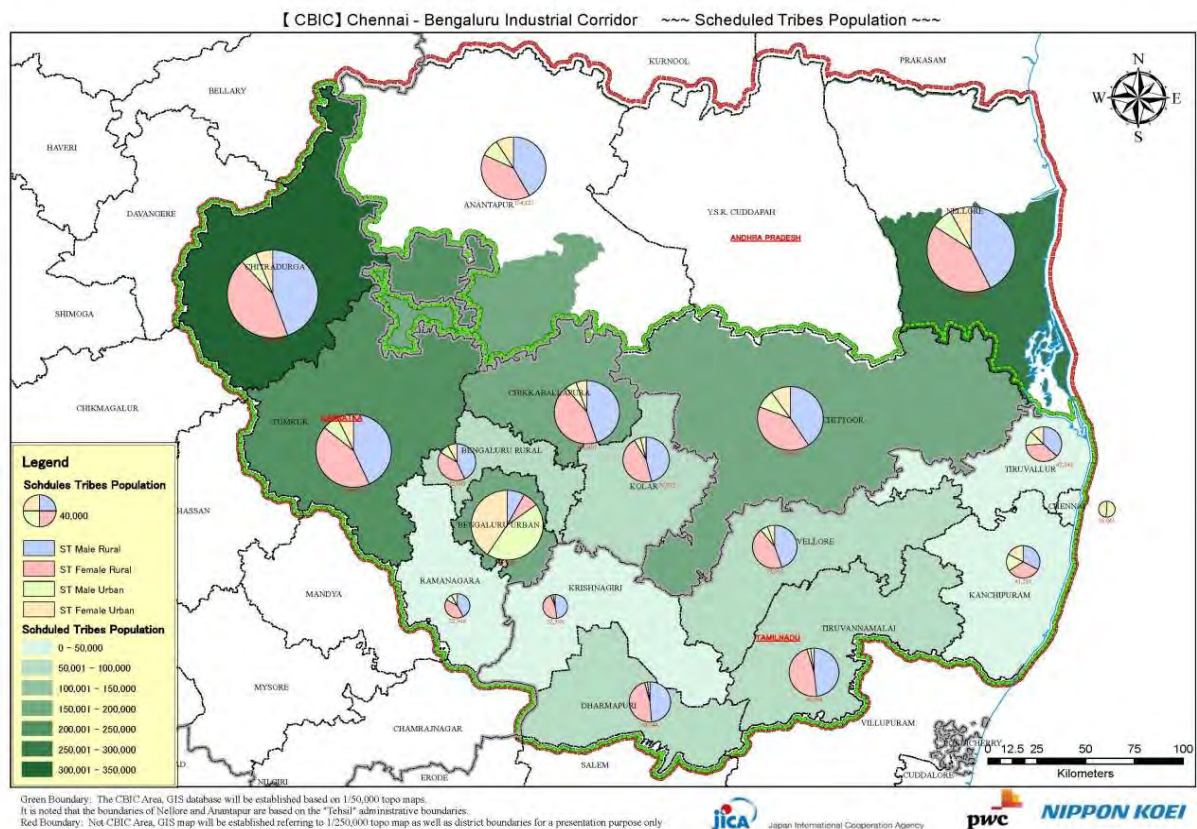 【 CBIC】 Chennai - Bengaluru Industrial Corridor ~~~ Scheduled Tribes Population ~~~
KURNOOL
PRAKASAM
N
W E
S
BELLARY
HAVERI
ANANTAPUR
DAVANGERE
Y.S.R. CUDDAPAH
NELLORE
ANDHRA PRADESH
CHITRADURGA
SHIMOGA
CHIKMAGALUR
CHIKKABALLAPURA
TUMKUR
KARNATKA
CHITTOOR
BENGALURU RURAL
KOLAR
TIRUVALLUR
CHENNAI
HASSAN
BENGALURU URBAN
VELLORE
RAMANAGARA
KRISHNAGIRI
KANCHIPURAM
MANDYA
TIRUVANNAMALAI
TAMILNADU
MYSORE
DHARMAPURI
VILLUPURAM
CHAMRAJNAGAR
SALEM
ERODE
NILGIRI
CUDDALORE
Legend
Schdules Tribes Population
40,000
ST Male Rural
ST Female Rural
ST Male Urban
ST Female Urban
Schduled Tribes Population
0 - 50,000
50,001 - 100,000
100,001 - 150,000
150,001 - 200,000
200,001 - 250,000
250,001 - 300,000
300,001 - 350,000
0 12.5 25 50 75 100
Kilometers
Green Boundary: The CBIC Area, GIS database will be established based on 1/50,000 topo maps.
It is noted that the boundaries of Nellore and Anantapur are based on the "Tehsil" administrative boundaries.
Red Boundary: Not CBIC Area, GIS map will be established referring to 1/250,000 topo map as well as district boundaries for a presentation purpose only
jICA Japan International Cooperation Agency
pwc
NIPPON KOEI